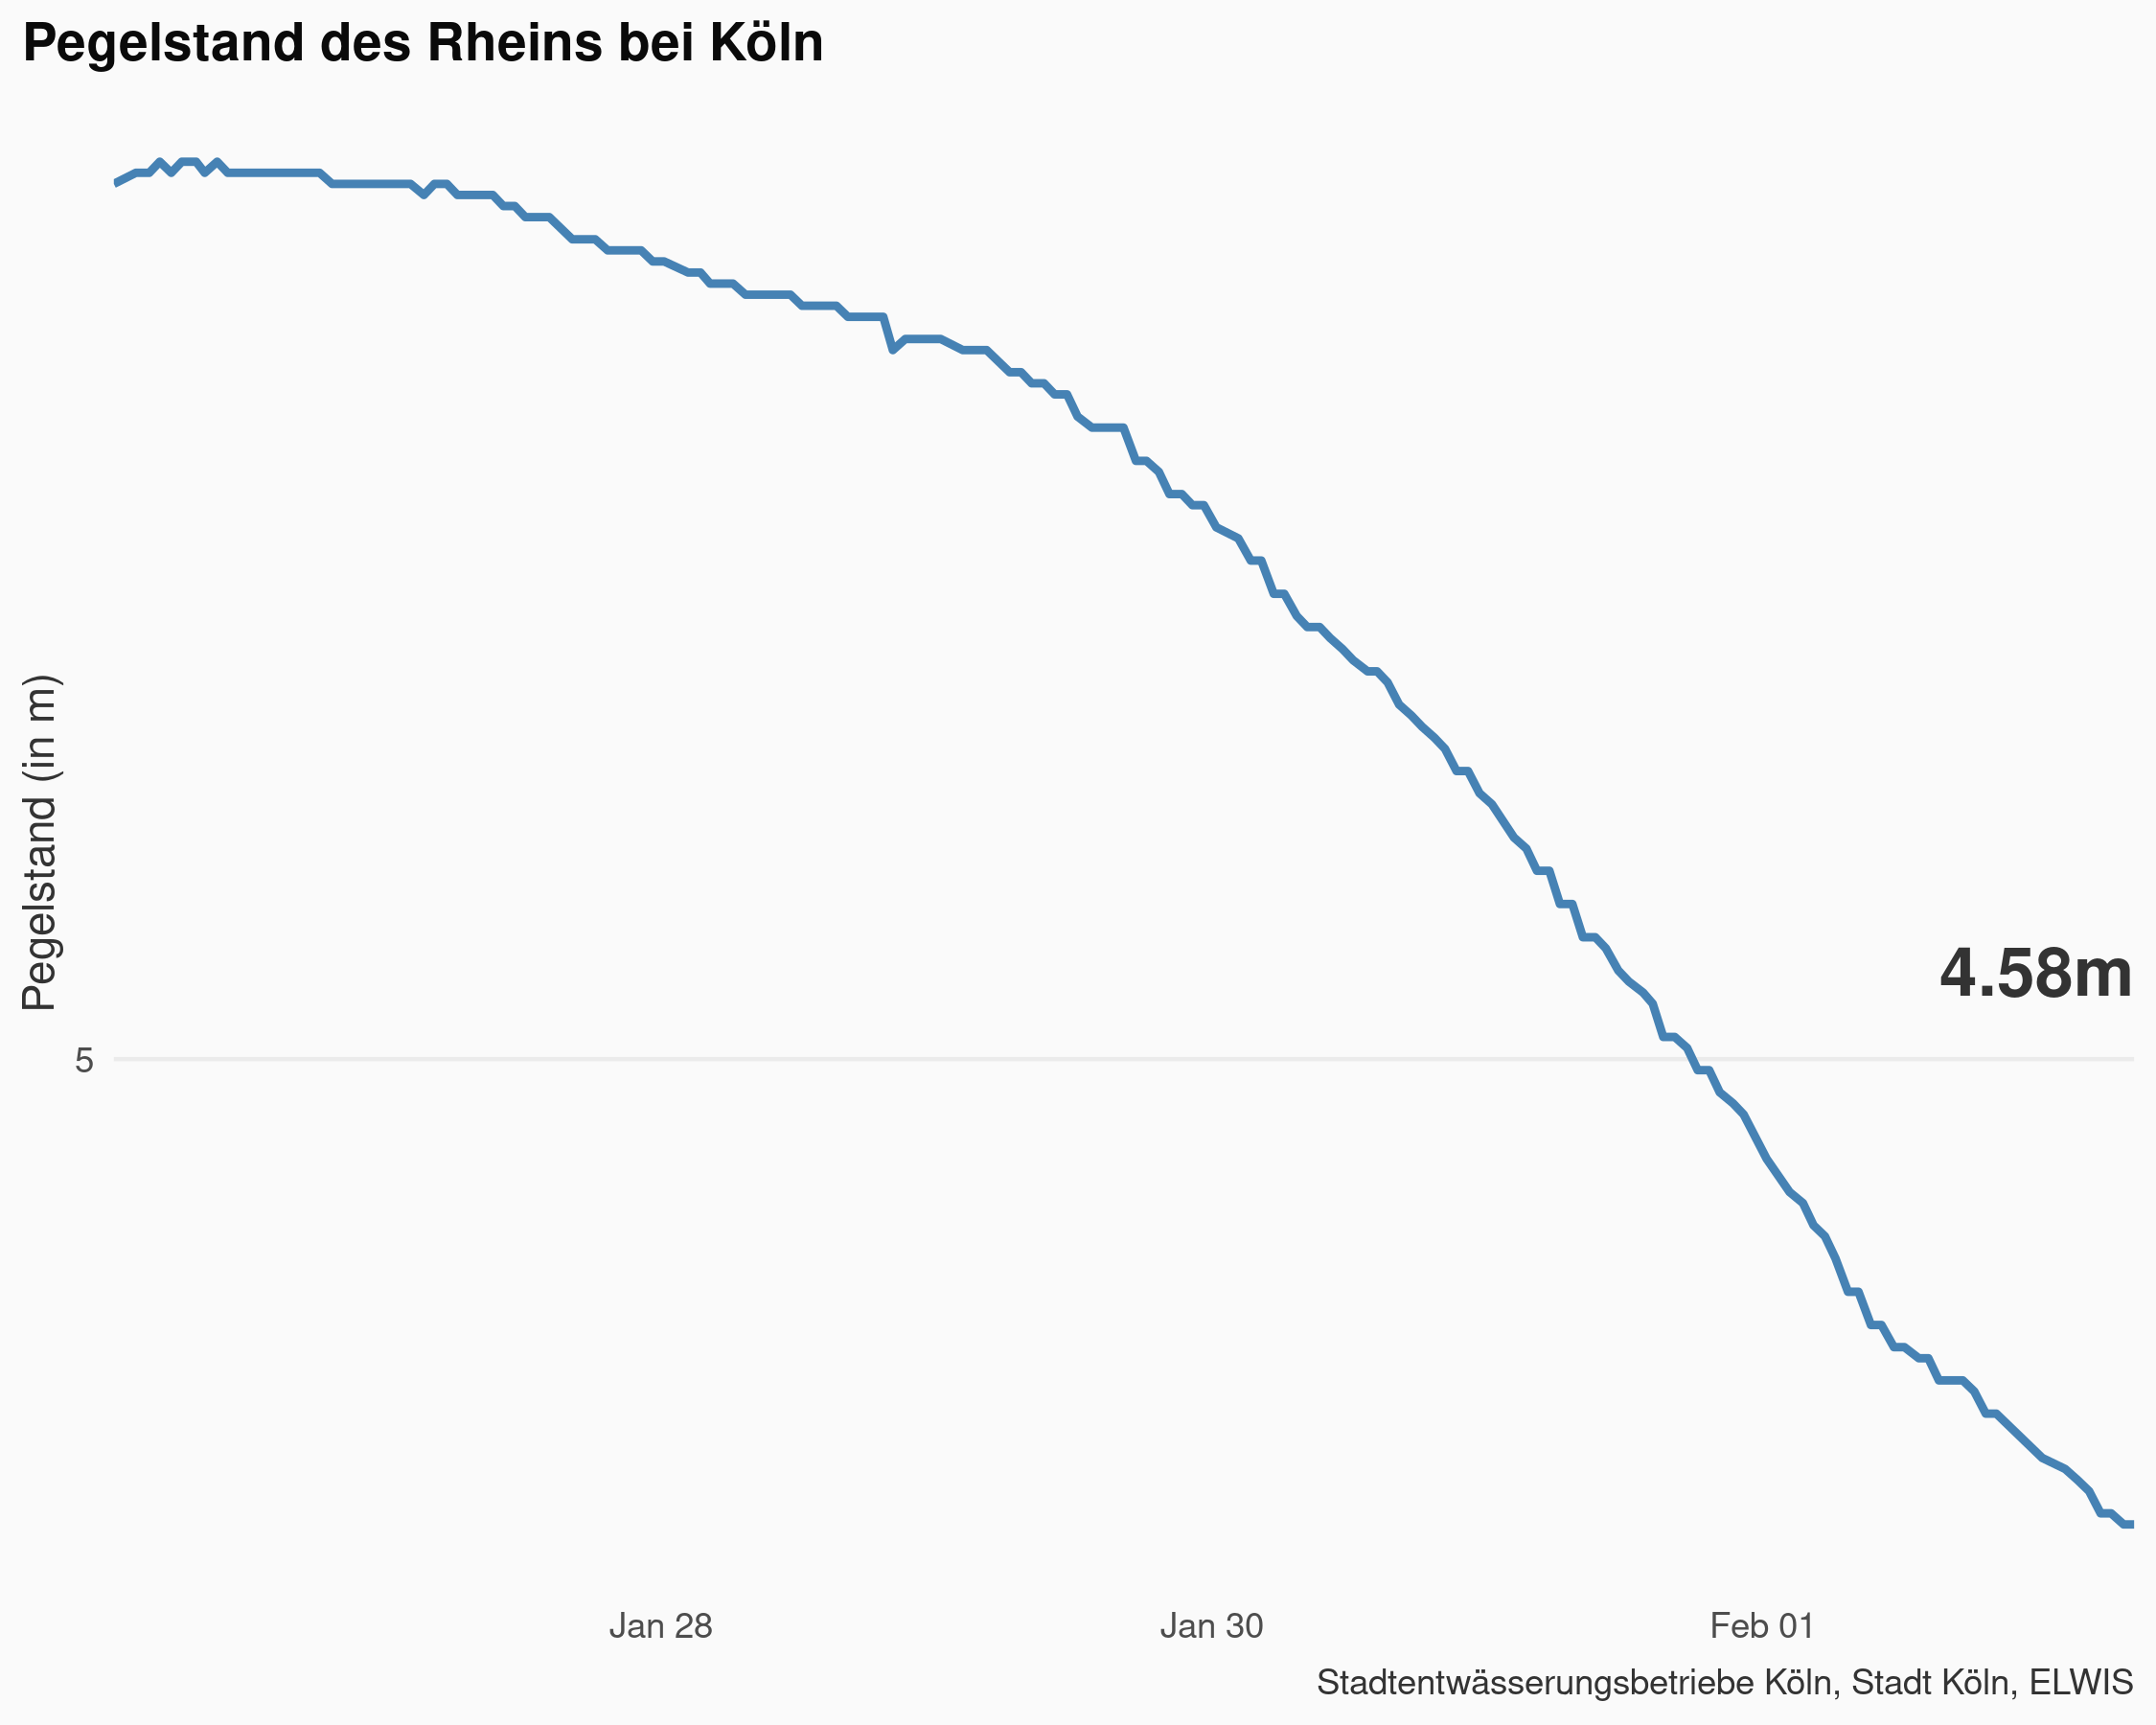 Pegelstand des Rheins bei Köln
Pegelstand (in m)
4.58m
5
Jan 28
Jan 30
Feb 01
Stadtentwässerungsbetriebe Köln, Stadt Köln, ELWIS